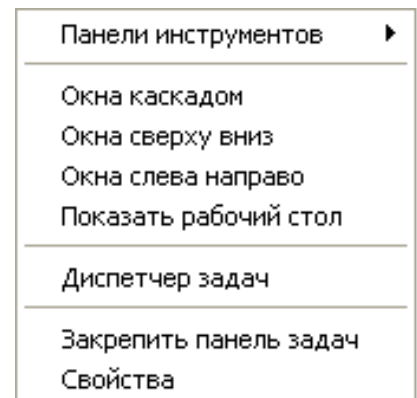 Панели инструментов
Окна каскадом
Окна сверху вниз
Окна слева направо
Показать рабочий стол
Диспетчер задач
Закрепить панель задач
Свойства